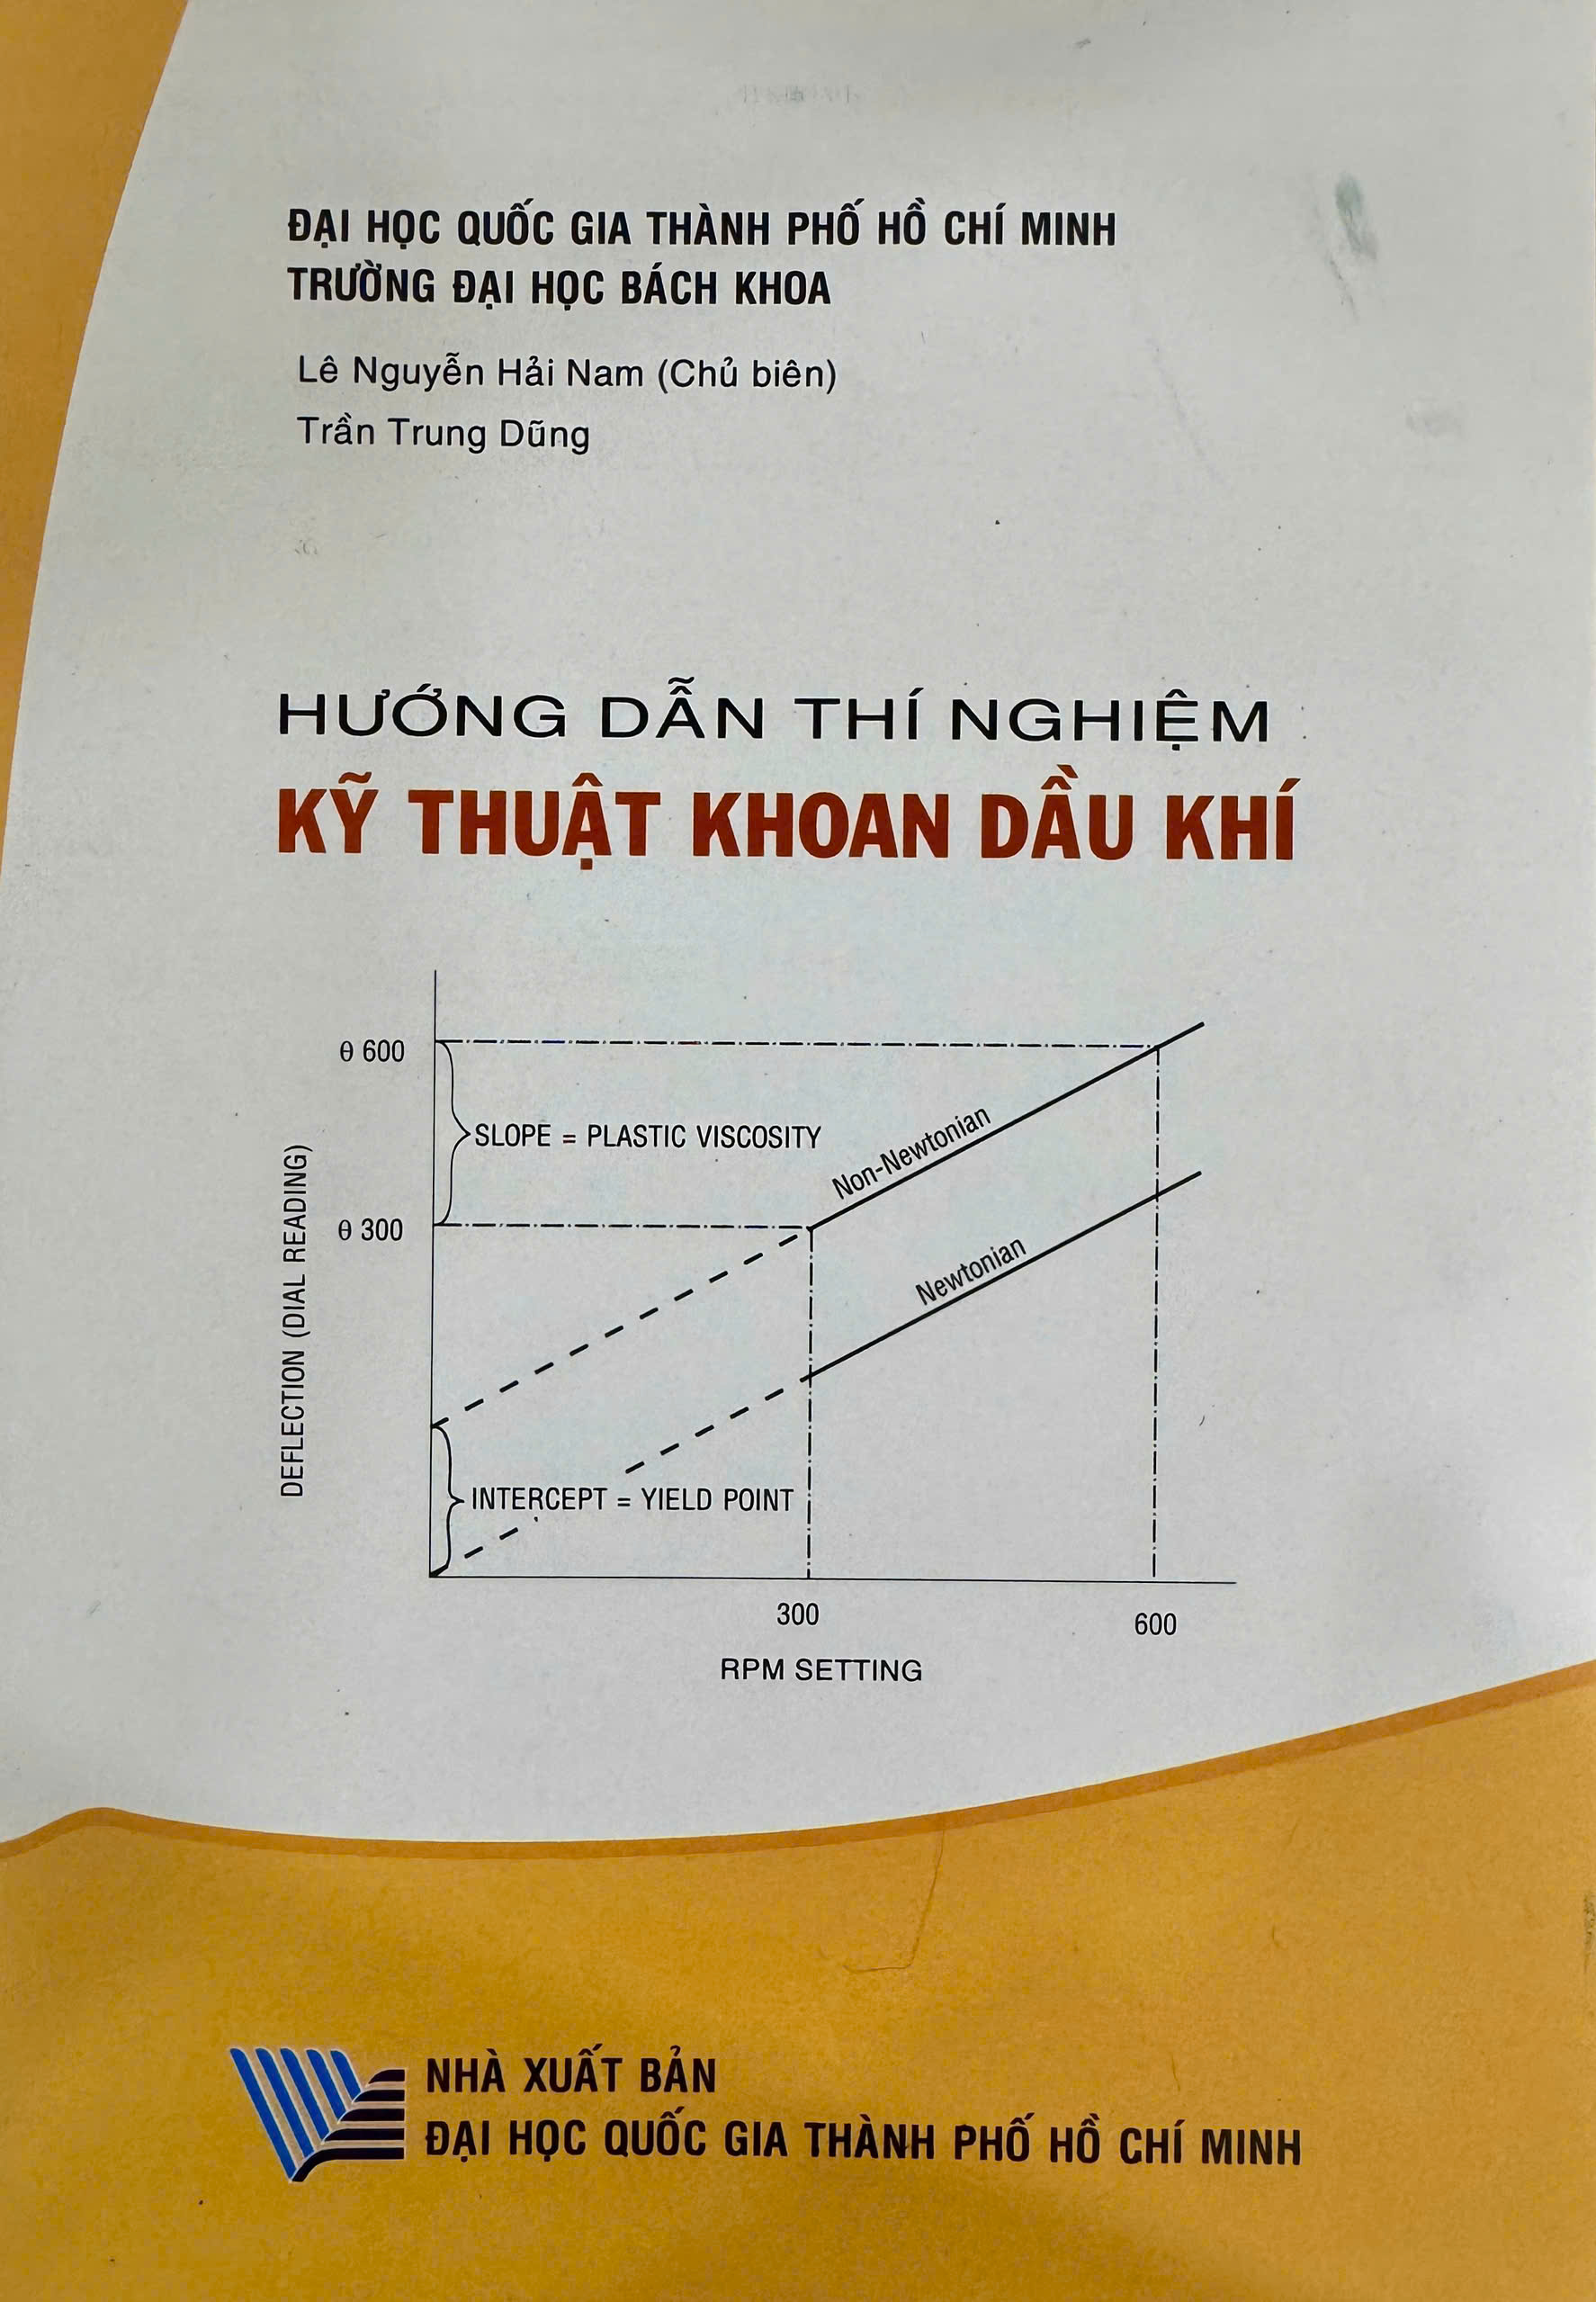 ĐẠI HỌC QUỐC GIA THÀNH PHỐ HỒ CHÍ MINH
TRƯỜNG ĐẠI HỌC BÁCH KHOA
Lê Nguyễn Hải Nam (Chủ biên)
Trần Trung Dũng
HƯỚNG DẪN THÍ NGHIỆM
KỸ THUẬT KHOAN DẦU KHÍ
θ 600
SLOPE = PLASTIC VISCOSITY
Non-Newtonian
θ 300
Newtonian
DEFLECTION (DIAL READING)
INTERCEPT = YIELD POINT
300
600
RPM SETTING
NHÀ XUẤT BẢN
ĐẠI HỌC QUỐC GIA THÀNH PHỐ HỒ CHÍ MINH